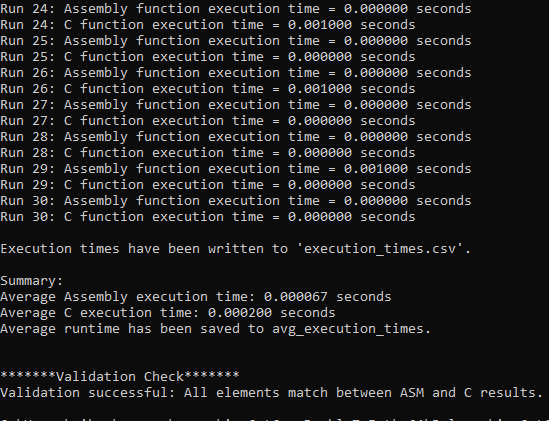 Run 24: Assembly function execution time = 0.000000 seconds
Run 24: C function execution time = 0.001000 seconds
Run 25: Assembly function execution time = 0.000000 seconds
Run 25: C function execution time = 0.000000 seconds
Run 26: Assembly function execution time = 0.000000 seconds
Run 26: C function execution time = 0.001000 seconds
Run 27: Assembly function execution time = 0.000000 seconds
Run 27: C function execution time = 0.000000 seconds
Run 28: Assembly function execution time = 0.000000 seconds
Run 28: C function execution time = 0.000000 seconds
Run 29: Assembly function execution time = 0.001000 seconds
Run 29: C function execution time = 0.000000 seconds
Run 30: Assembly function execution time = 0.000000 seconds
Run 30: C function execution time = 0.000000 seconds
Execution times have been written to 'execution_times.csv'.
Summary:
Average Assembly execution time: 0.000067 seconds
Average C execution time: 0.000200 seconds
Average runtime has been saved to avg_execution_times.
*******Validation Check*******
Validation successful: All elements match between ASM and C results.